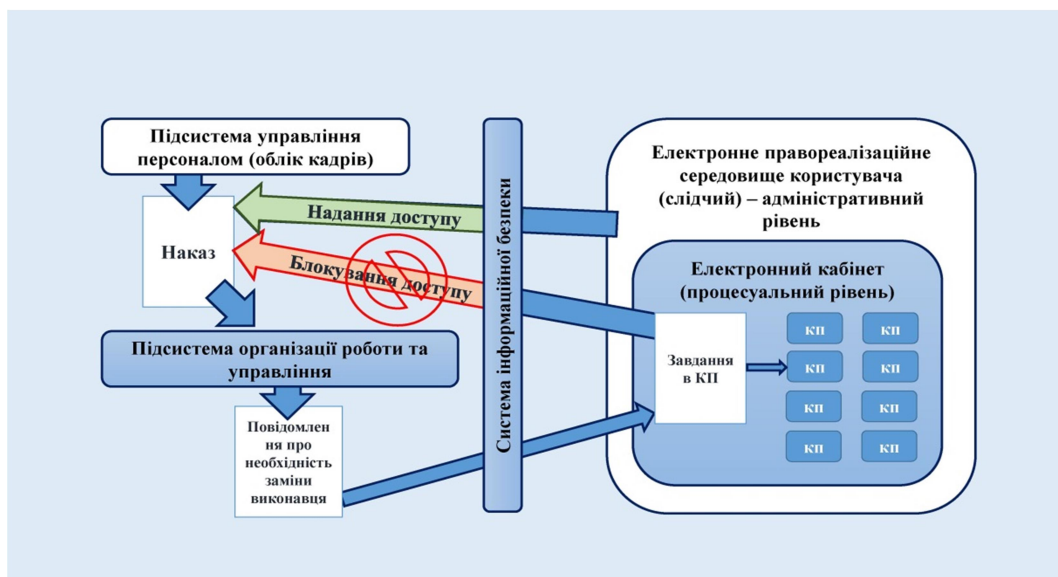 Підсистема управління
персоналом (облік кадрів)
Наказ
Надання доступу
Блокування доступу
Підсистема організації роботи та
управління
Повідомлен
ня про
необхідність
заміни
виконавця
Система інформаційної безпеки
Електронне правореалізаційне
середовище користувача
(слідчий) – адміністративний
рівень
Електронний кабінет
(процесуальний рівень)
Завдання
в КП
кп кп
кп кп
кп кп
кп кп